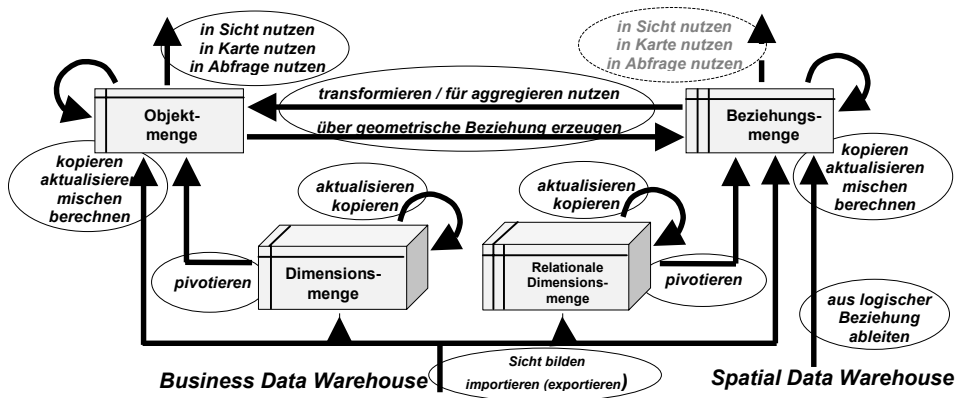 in Sicht nutzen
in Karte nutzen
in Abfrage nutzen
in Sicht nutzen
in Karte nutzen
in Abfrage nutzen
Objekt-
menge
transformieren / für aggregieren nutzen
über geometrische Beziehung erzeugen
Beziehungs-
menge
kopieren
aktualisieren
mischen
berechnen
aktualisieren
kopieren
aktualisieren
kopieren
kopieren
aktualisieren
mischen
berechnen
pivotieren
Dimensions-
menge
Relationale
Dimensions-
menge
pivotieren
aus logischer
Beziehung
ableiten
Sicht bilden
importieren (exportieren)
Business Data Warehouse
Spatial Data Warehouse